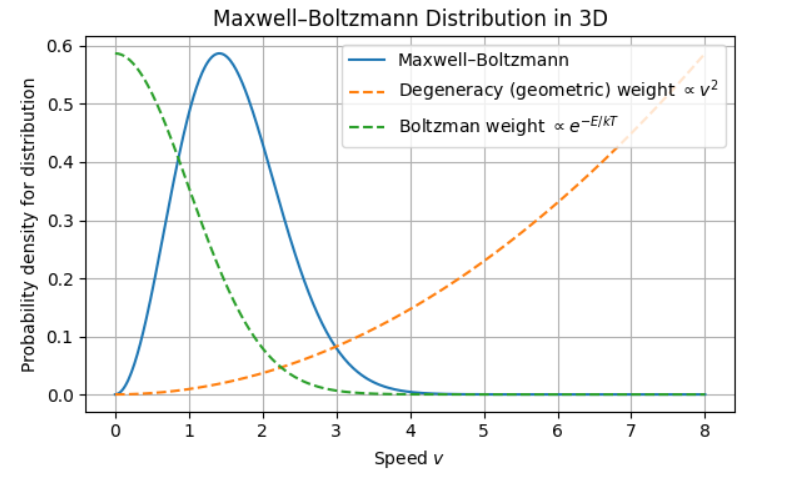 Maxwell–Boltzmann Distribution in 3D
Probability density for distribution
0.6
0.5
0.4
0.3
0.2
0.1
0.0
Maxwell–Boltzmann
Degeneracy (geometric) weight ∝ v²
Boltzman weight ∝ e^{−E/kT}
0 1 2 3 4 5 6 7 8
Speed v